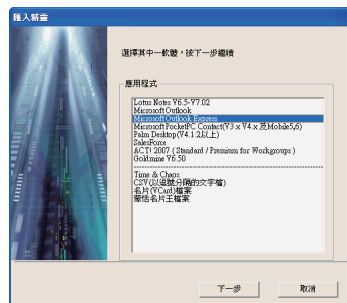 匯入精靈
選擇其中一軟體，按下一步繼續
應用程式
Lotus Notes V6.5-V7.02
Microsoft Outlook
Microsoft Outlook Express
Microsoft PocketPC Contact(V3.x V4.x 及Mobile5,6)
Palm Desktop(V4.1.2以上)
SalesForce
ACT! 2007 ( Standard / Premium for Workgroups )
Goldmine V6.50
Time & Chaos
CSV(以逗號分隔的文字檔)
名片(VCard)檔案
蒙恬名片王檔案
下一步
取消